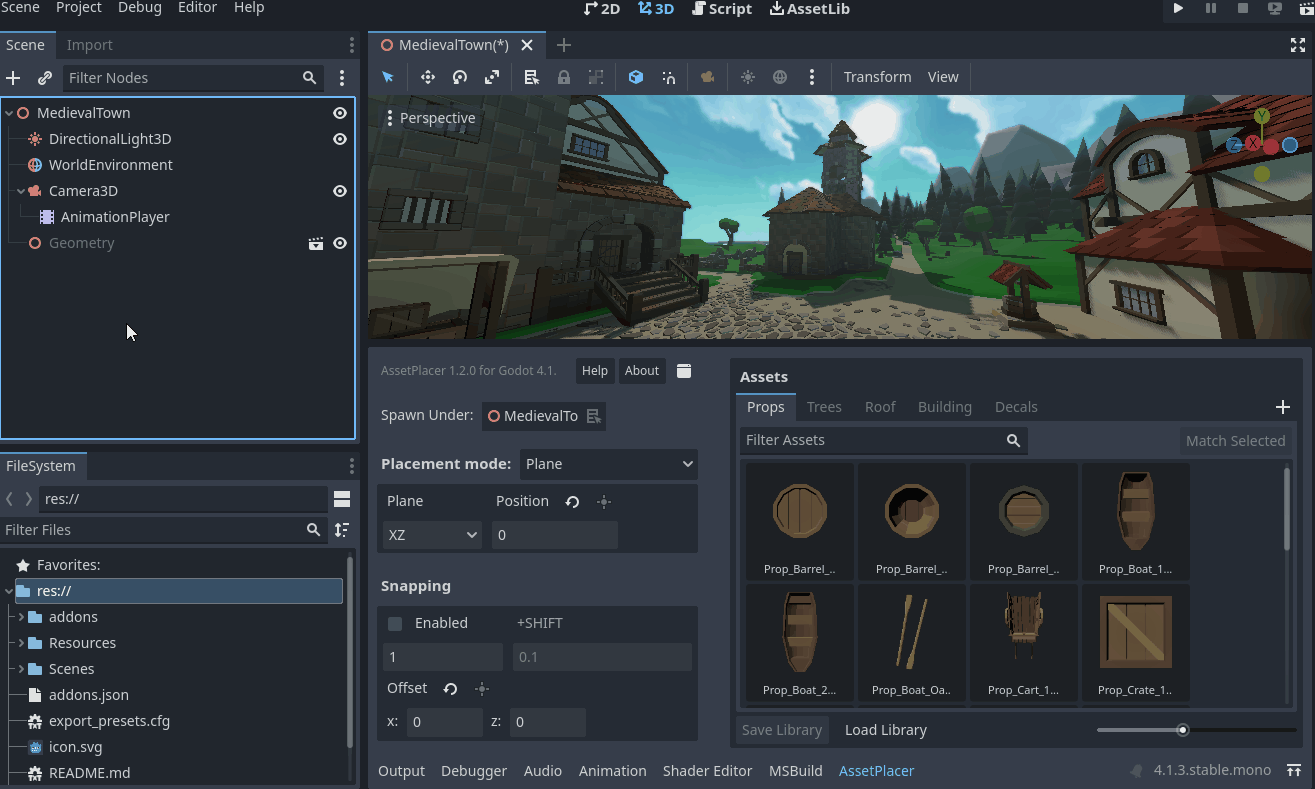 Scene Project Debug Editor Help
2D 3D Script AssetLib
Scene Import
MedievalTown(*)
Filter Nodes
Transform View
MedievalTown
DirectionalLight3D
WorldEnvironment
Camera3D
AnimationPlayer
Geometry
Perspective
Y
Z X
FileSystem
res://
Filter Files
Favorites:
res://
addons
Resources
Scenes
addons.json
export_presets.cfg
icon.svg
README.md
AssetPlacer 1.2.0 for Godot 4.1. Help About
Spawn Under: MedievalTo
Placement mode: Plane
Plane Position
XZ 0
Snapping
Enabled +SHIFT
1 0.1
Offset
x: 0 z: 0
Assets
Props Trees Roof Building Decals
Filter Assets Match Selected
Prop_Barrel_.. Prop_Barrel_.. Prop_Barrel_.. Prop_Boat_1...
Prop_Boat_2... Prop_Boat_Oa.. Prop_Cart_1... Prop_Crate_1..
Save Library Load Library
Output Debugger Audio Animation Shader Editor MSBuild AssetPlacer 4.1.3.stable.mono